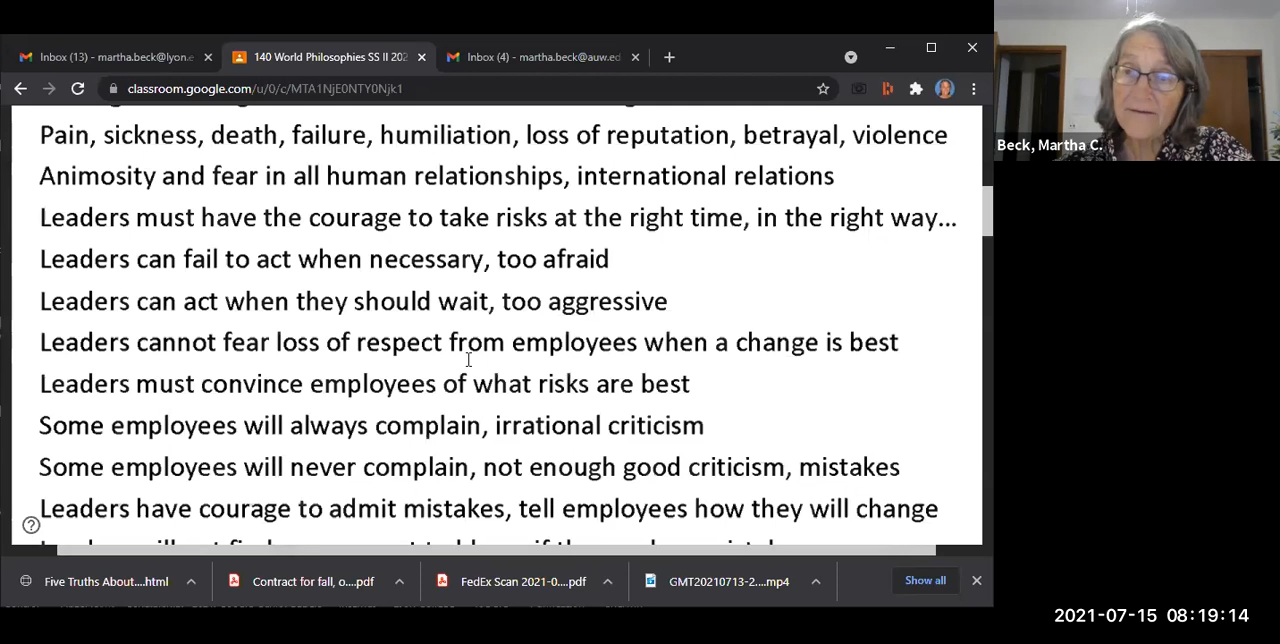 Inbox (13) - martha.beck@lyon.e
140 World Philosophies SS II 202
Inbox (4) - martha.beck@auw.ed
classroom.google.com/u/0/c/MTA1NjE0NTY0Njk1
Pain, sickness, death, failure, humiliation, loss of reputation, betrayal, violence
Animosity and fear in all human relationships, international relations
Leaders must have the courage to take risks at the right time, in the right way...
Leaders can fail to act when necessary, too afraid
Leaders can act when they should wait, too aggressive
Leaders cannot fear loss of respect from employees when a change is best
Leaders must convince employees of what risks are best
Some employees will always complain, irrational criticism
Some employees will never complain, not enough good criticism, mistakes
Leaders have courage to admit mistakes, tell employees how they will change
Beck, Martha C.
Five Truths About....html
Contract for fall, o....pdf
FedEx Scan 2021-0....pdf
GMT20210713-2....mp4
Show all
2021-07-15 08:19:14